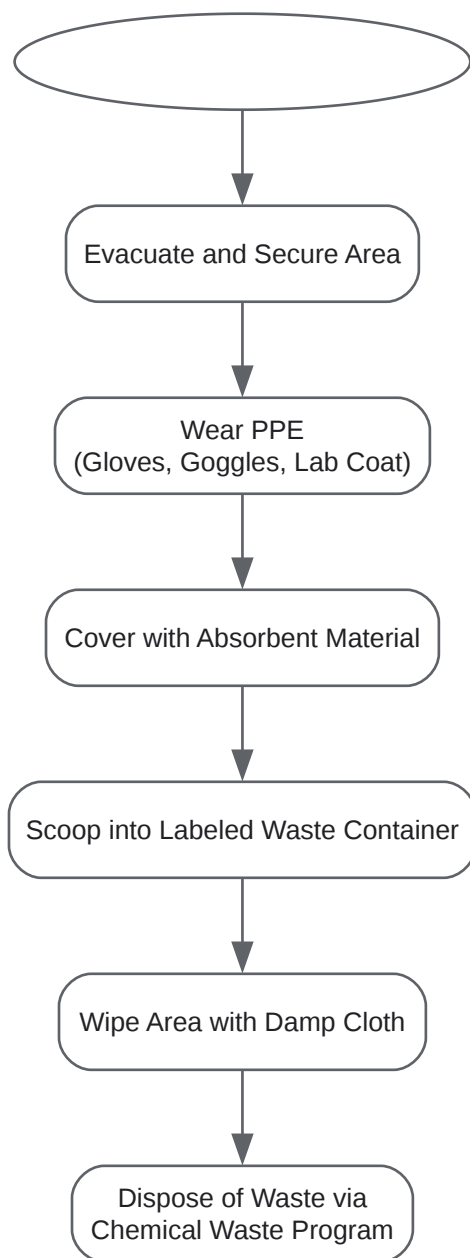 Evacuate and Secure Area
Wear PPE
(Gloves, Goggles, Lab Coat)
Cover with Absorbent Material
Scoop into Labeled Waste Container
Wipe Area with Damp Cloth
Dispose of Waste via
Chemical Waste Program